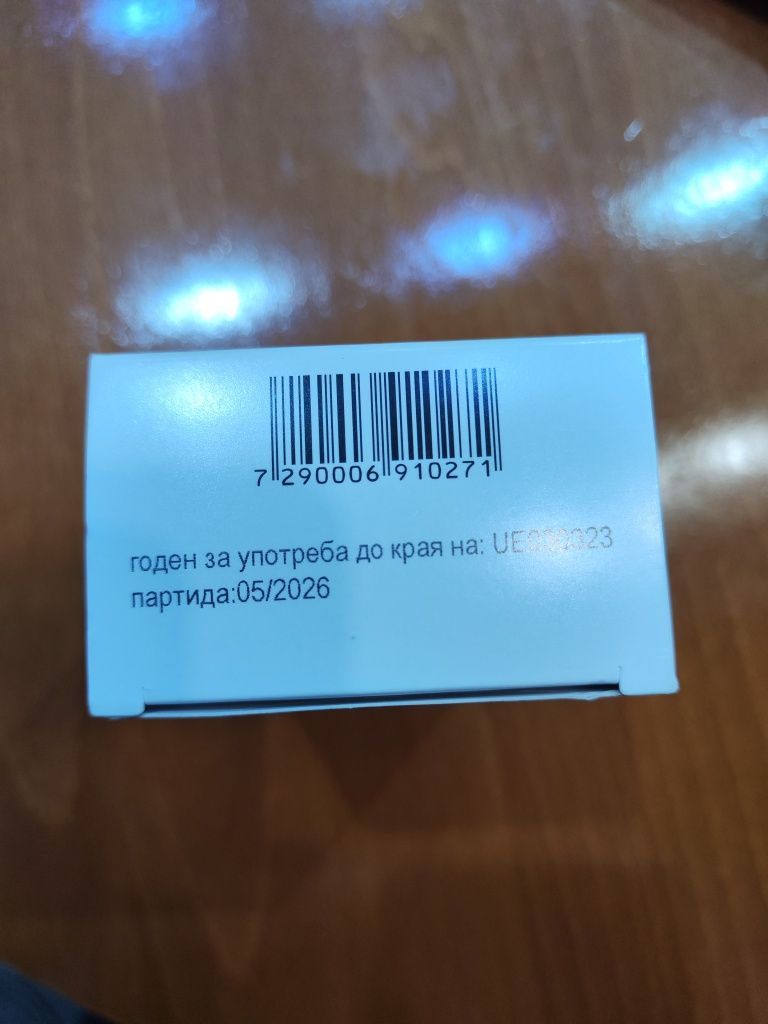 7 290006 910271
годен за употреба до края на:
партида:05/2026